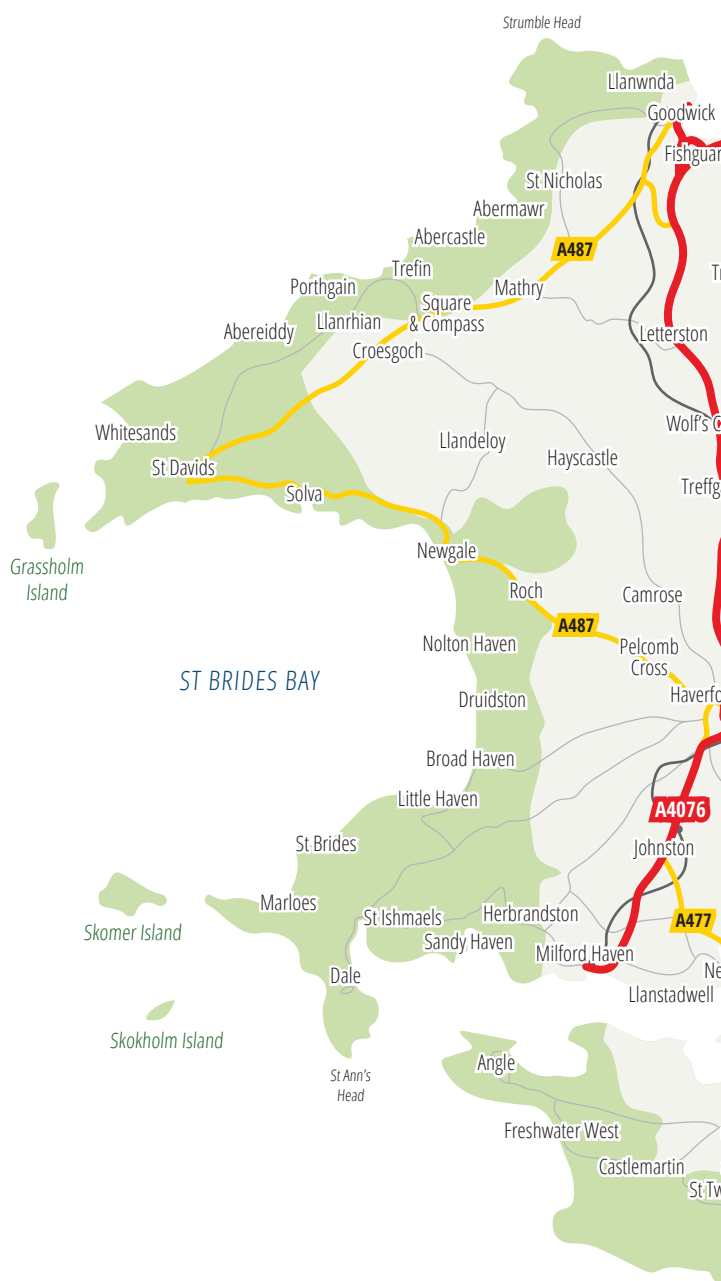 Strumble Head
Llanwnda
Goodwick
Fishguar
St Nicholas
Abermawr
Abercastle
A487
Trefin
Porthgain
Mathry
Square
& Compass
Llanrhian
Abereiddy
Letterston
Croesgoch
Wolf's C
Whitesands
Llandeloy
St Davids
Hayscastle
Treffg
Solva
Newgale
Grassholm
Island
Roch
Camrose
A487
Nolton Haven
Pelcomb
Cross
ST BRIDES BAY
Druidston
Haverfo
Broad Haven
Little Haven
A4076
St Brides
Johnston
Marloes
St Ishmaels
Herbrandston
A477
Skomer Island
Sandy Haven
Milford Haven
Ne
Dale
Llanstadwell
Skokholm Island
Angle
St Ann's
Head
Freshwater West
Castlemartin
St Tw